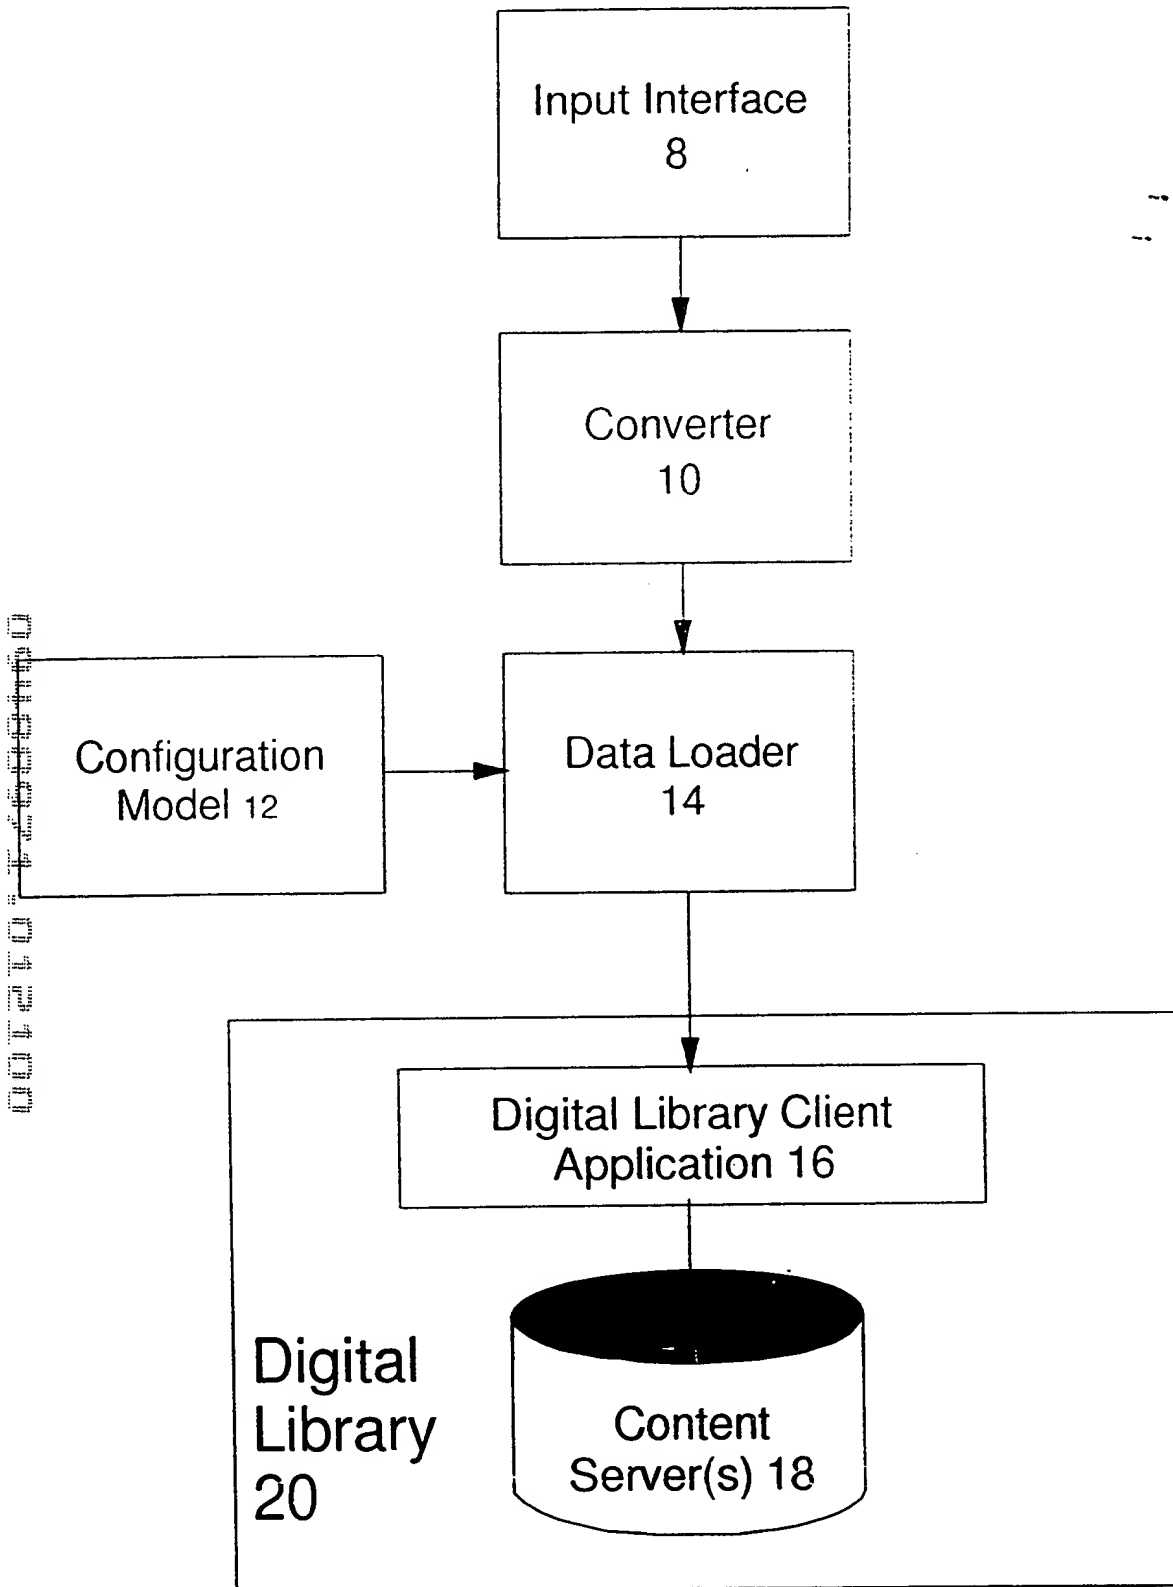 Input Interface
8
Converter
10
Configuration
Model 12
Data Loader
14
Digital Library Client
Application 16
Digital
Library
20
Content
Server(s) 18